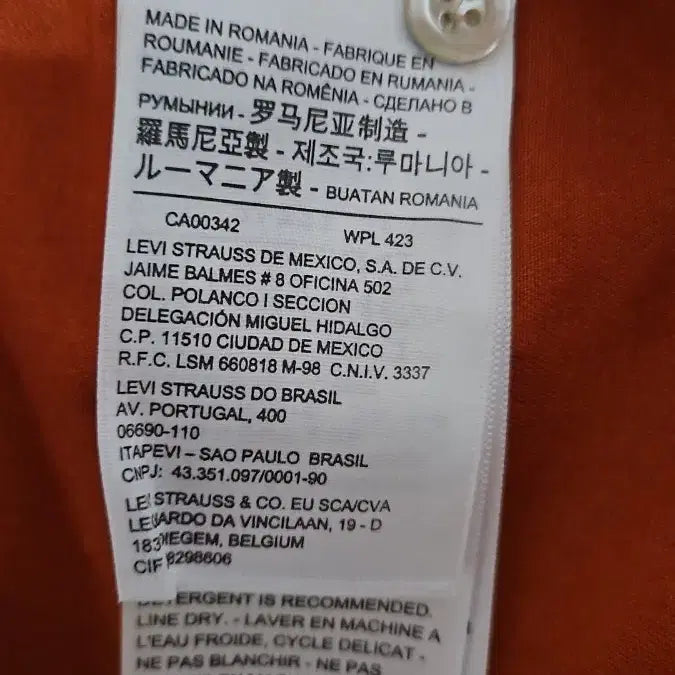 MADE IN ROMANIA - FABRIQUE EN
ROUMANIE - FABRICADO EN RUMANIA -
FABRICADO NA ROMÊNIA - СДЕЛАНО В
РУМЫНИИ - 罗马尼亚制造 -
羅馬尼亞製 - 제조국:루마니아 -
ルーマニア製 - BUATAN ROMANIA
CA00342 WPL 423
LEVI STRAUSS DE MEXICO, S.A. DE C.V.
JAIME BALMES # 8 OFICINA 502
COL. POLANCO I SECCION
DELEGACIÓN MIGUEL HIDALGO
C.P. 11510 CIUDAD DE MEXICO
R.F.C. LSM 660818 M-98 C.N.I.V. 3337
LEVI STRAUSS DO BRASIL
AV. PORTUGAL, 400
06690-110
ITAPEVI – SAO PAULO BRASIL
CNPJ: 43.351.097/0001-90
STRAUSS & CO. EU SCA/CVA
DA VINCILAAN, 19 - D
BELGIUM
CIF
IS RECOMMENDED.
LINE DRY. - LAVER EN MACHINE A
L'EAU FROIDE, CYCLE DELICAT -
NE PAS BLANCHIR - NE PAS